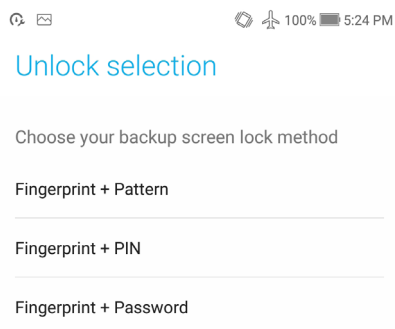 100% 5:24 PM
Unlock selection
Choose your backup screen lock method
Fingerprint + Pattern
Fingerprint + PIN
Fingerprint + Password